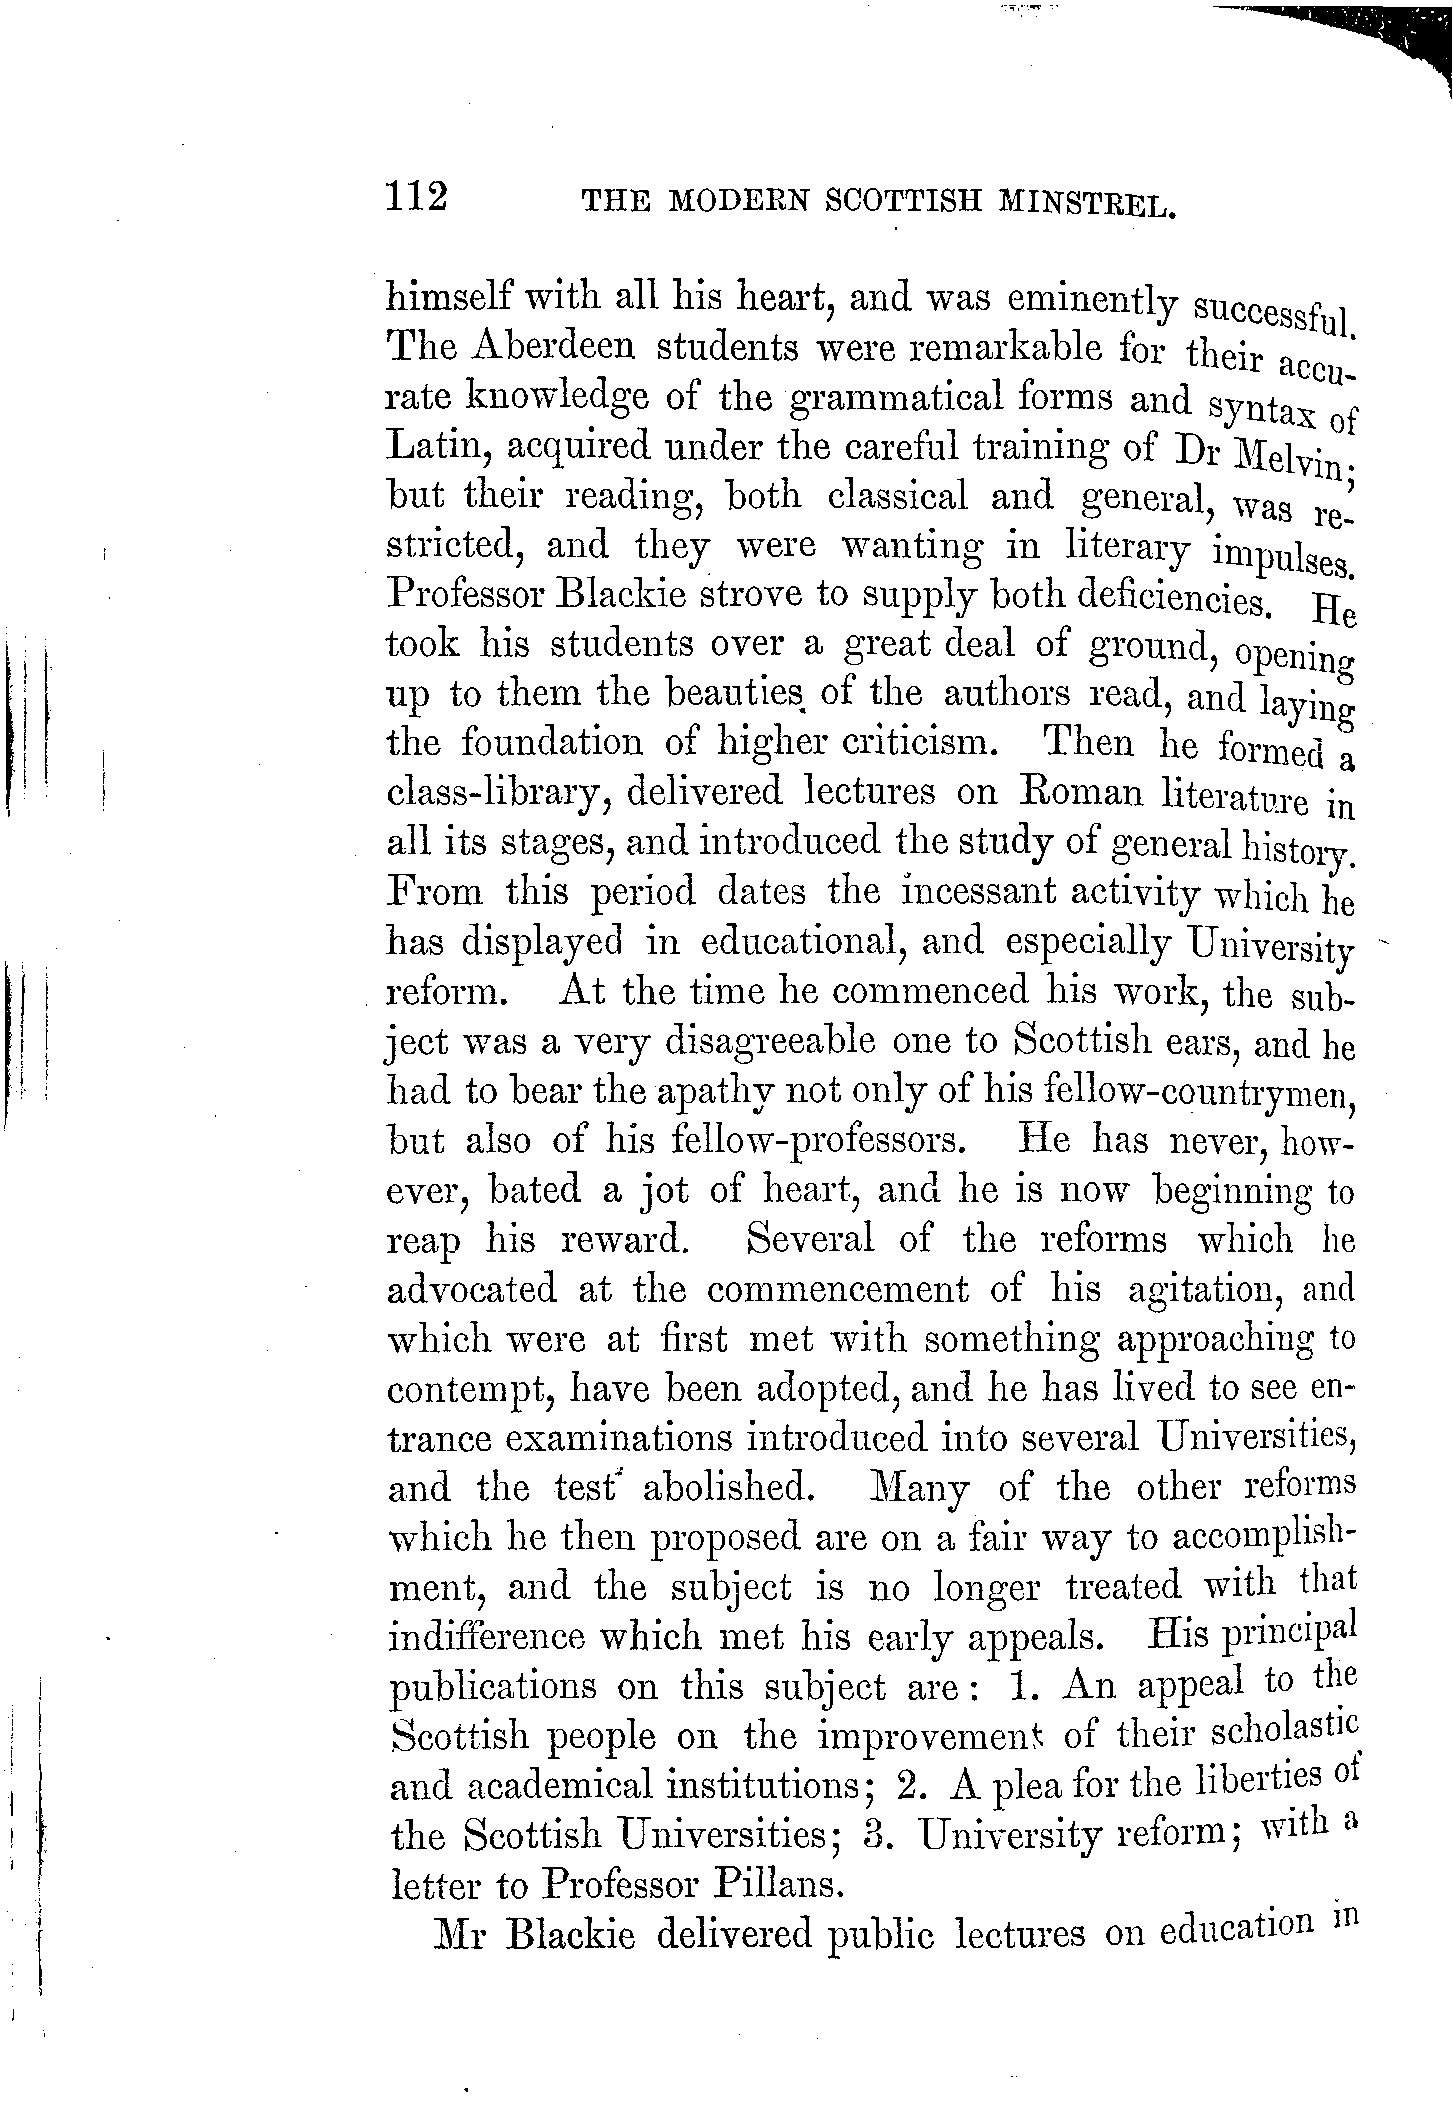 112 THE MODERN SCOTTISH MINSTREL.
himself with all his heart, and was eminently successful.
The Aberdeen students were remarkable for their accu-
rate knowledge of the grammatical forms and syntax of
Latin, acquired under the careful training of Dr Melvin;
but their reading, both classical and general, was re-
stricted, and they were wanting in literary impulses.
Professor Blackie strove to supply both deficiencies. He
took his students over a great deal of ground, opening
up to them the beauties of the authors read, and laying
the foundation of higher criticism. Then he formed a
class-library, delivered lectures on Roman literature in
all its stages, and introduced the study of general history.
From this period dates the incessant activity which he
has displayed in educational, and especially University
reform. At the time he commenced his work, the sub-
ject was a very disagreeable one to Scottish ears, and he
had to bear the apathy not only of his fellow-countrymen,
but also of his fellow-professors. He has never, how-
ever, bated a jot of heart, and he is now beginning to
reap his reward. Several of the reforms which he
advocated at the commencement of his agitation, and
which were at first met with something approaching to
contempt, have been adopted, and he has lived to see en-
trance examinations introduced into several Universities,
and the test abolished. Many of the other reforms
which he then proposed are on a fair way to accomplish-
ment, and the subject is no longer treated with that
indifference which met his early appeals. His principal
publications on this subject are: 1. An appeal to the
Scottish people on the improvement of their scholastic
and academical institutions; 2. A plea for the liberties of
the Scottish Universities; 3. University reform; with a
letter to Professor Pillans.
Mr Blackie delivered public lectures on education in